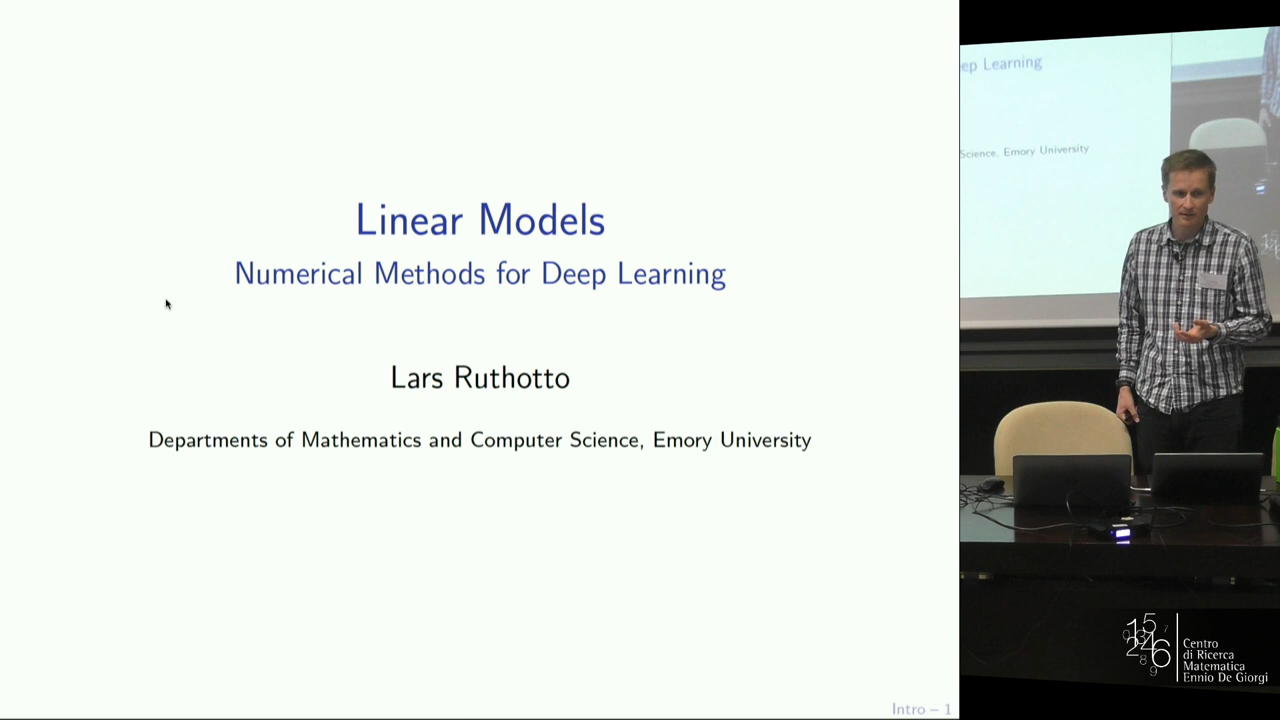 Linear Models
Numerical Methods for Deep Learning
Lars Ruthotto
Departments of Mathematics and Computer Science, Emory University
Intro – 1
ep Learning
Science, Emory University
Centro
di Ricerca
Matematica
Ennio De Giorgi